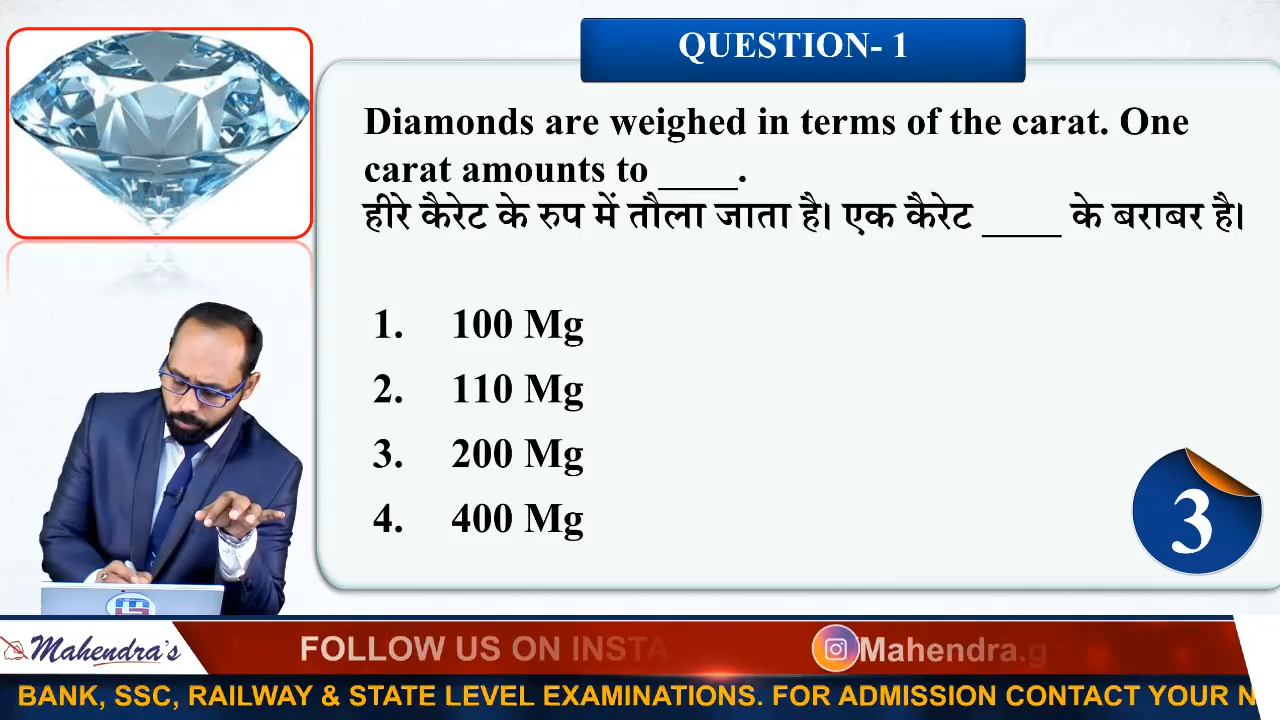 QUESTION- 1
Diamonds are weighed in terms of the carat. One
carat amounts to ____.
हीरे कैरेट के रुप में तौला जाता है। एक कैरेट ____ के बराबर है।
1. 100 Mg
2. 110 Mg
3. 200 Mg
4. 400 Mg
3
Mahendra's
FOLLOW US ON INSTA
Mahendra.g
BANK, SSC, RAILWAY & STATE LEVEL EXAMINATIONS. FOR ADMISSION CONTACT YOUR N